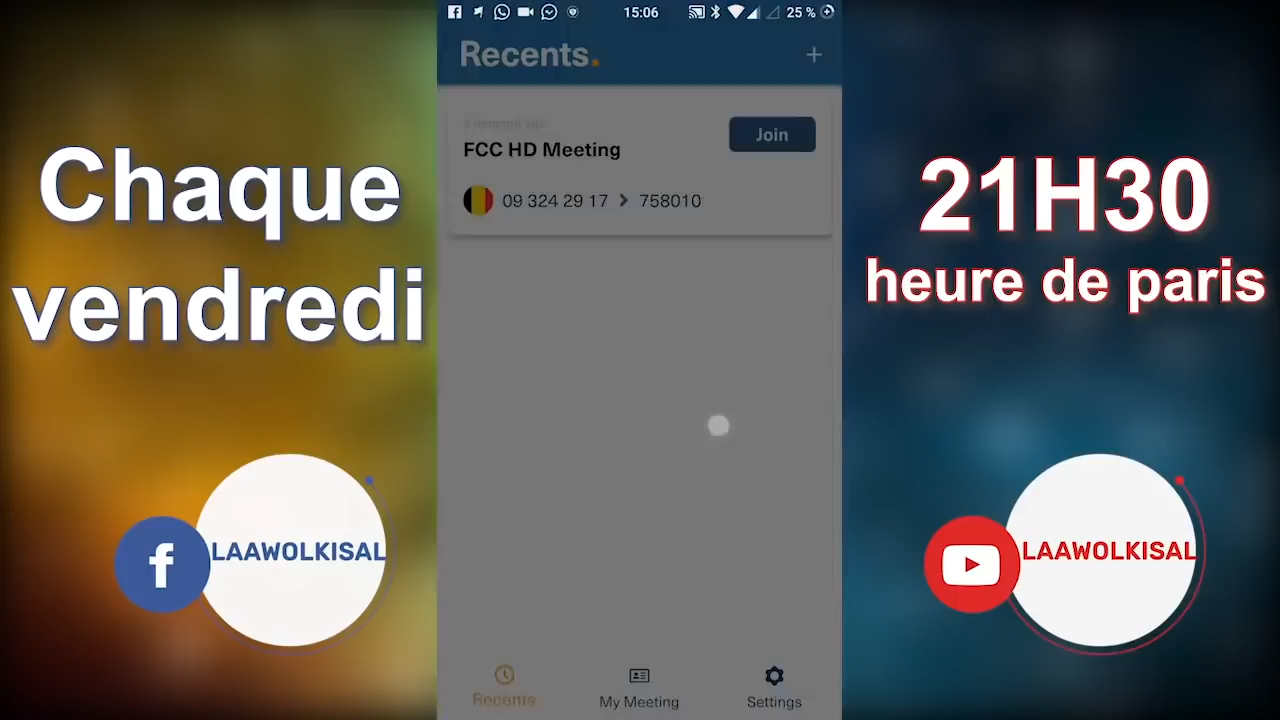 Chaque
vendredi
LAAWOLKISAL
15:06
25 %
Recents.
FCC HD Meeting
Join
09 324 29 17 > 758010
Recents
My Meeting
Settings
21H30
heure de paris
LAAWOLKISAL